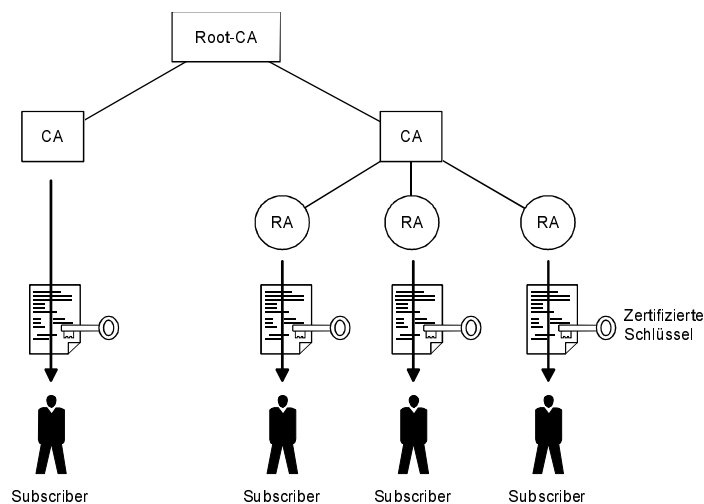 Root-CA
CA
CA
RA
RA
RA
Zertifizierte
Schlüssel
Subscriber
Subscriber
Subscriber
Subscriber